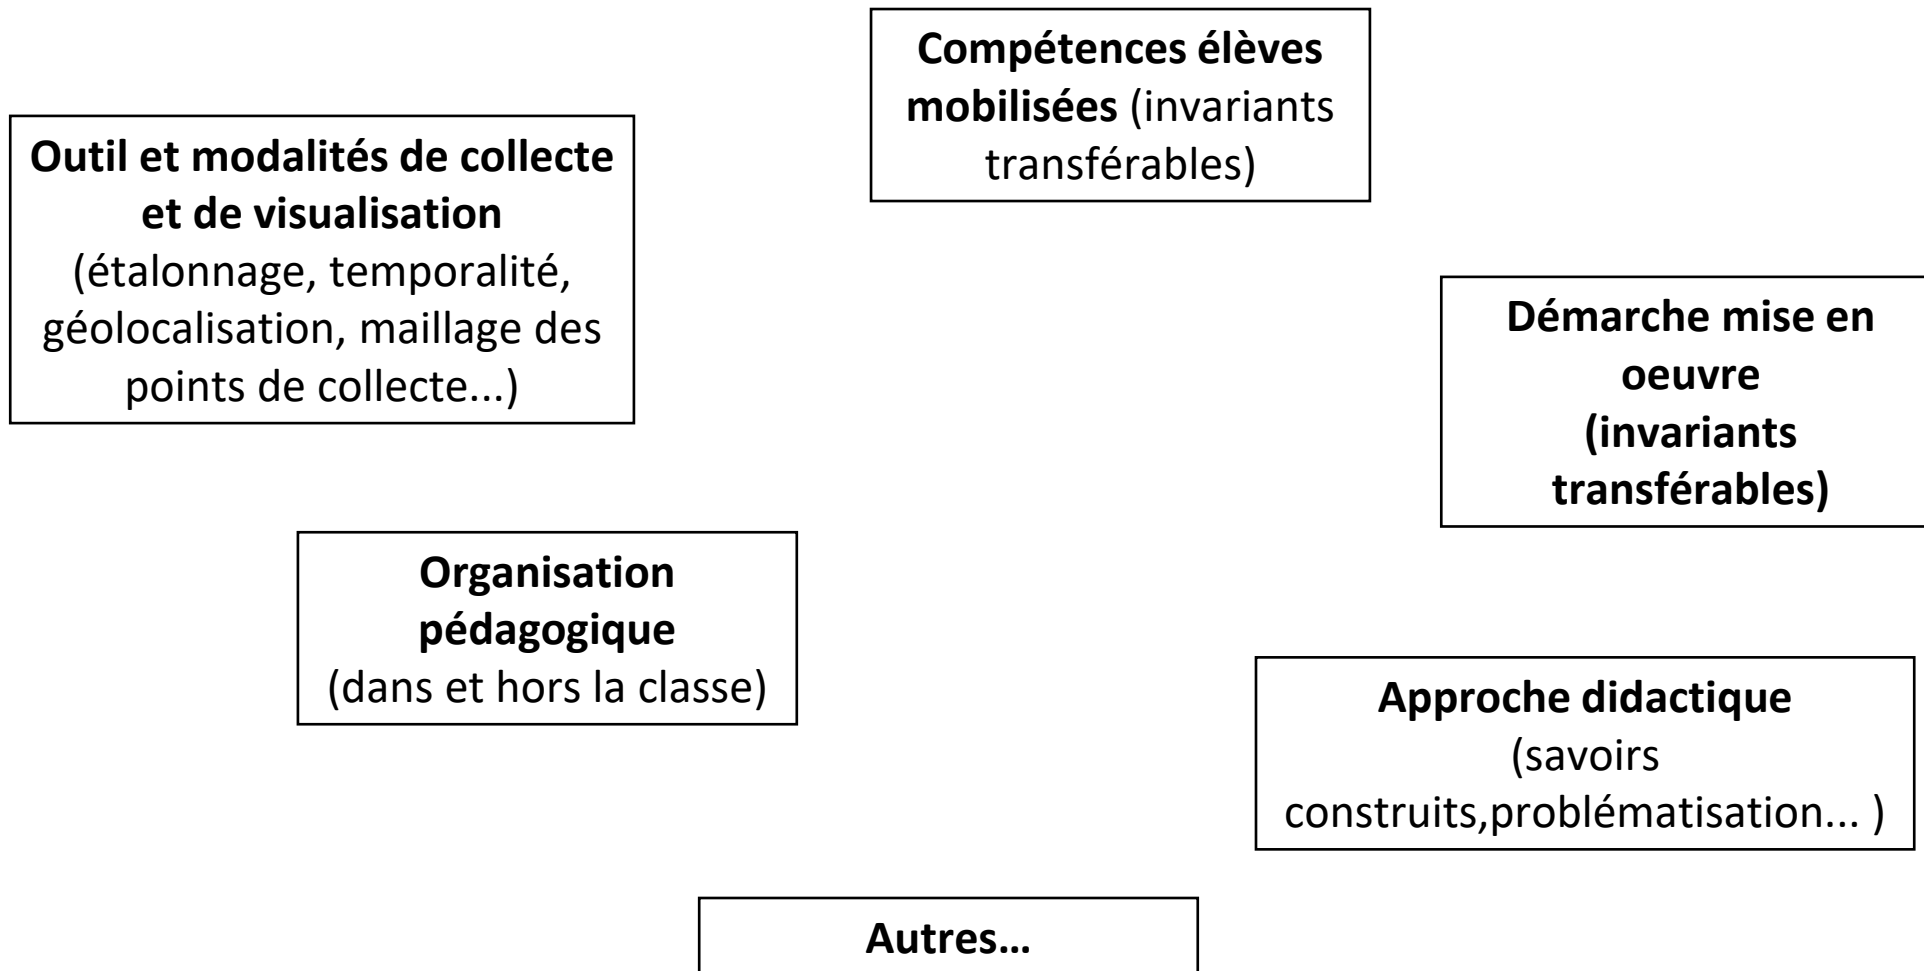 Compétences élèves
mobilisées (invariants
transférables)
Outil et modalités de collecte
et de visualisation
(étalonnage, temporalité,
géolocalisation, maillage des
points de collecte...)
Démarche mise en
oeuvre
(invariants
transférables)
Organisation
pédagogique
(dans et hors la classe)
Approche didactique
(savoirs
construits,problématisation... )
Autres…